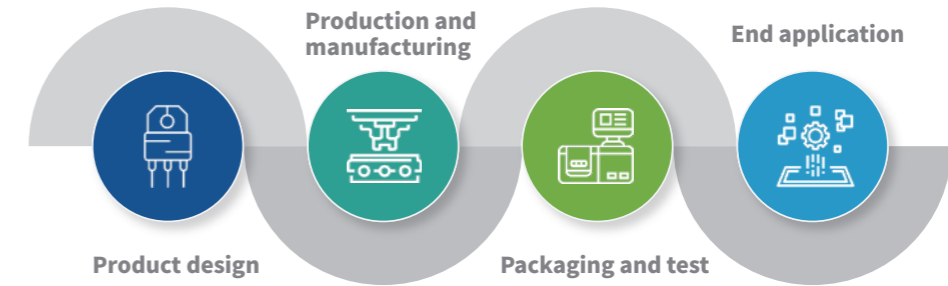 Product design
Production and
manufacturing
Packaging and test
End application